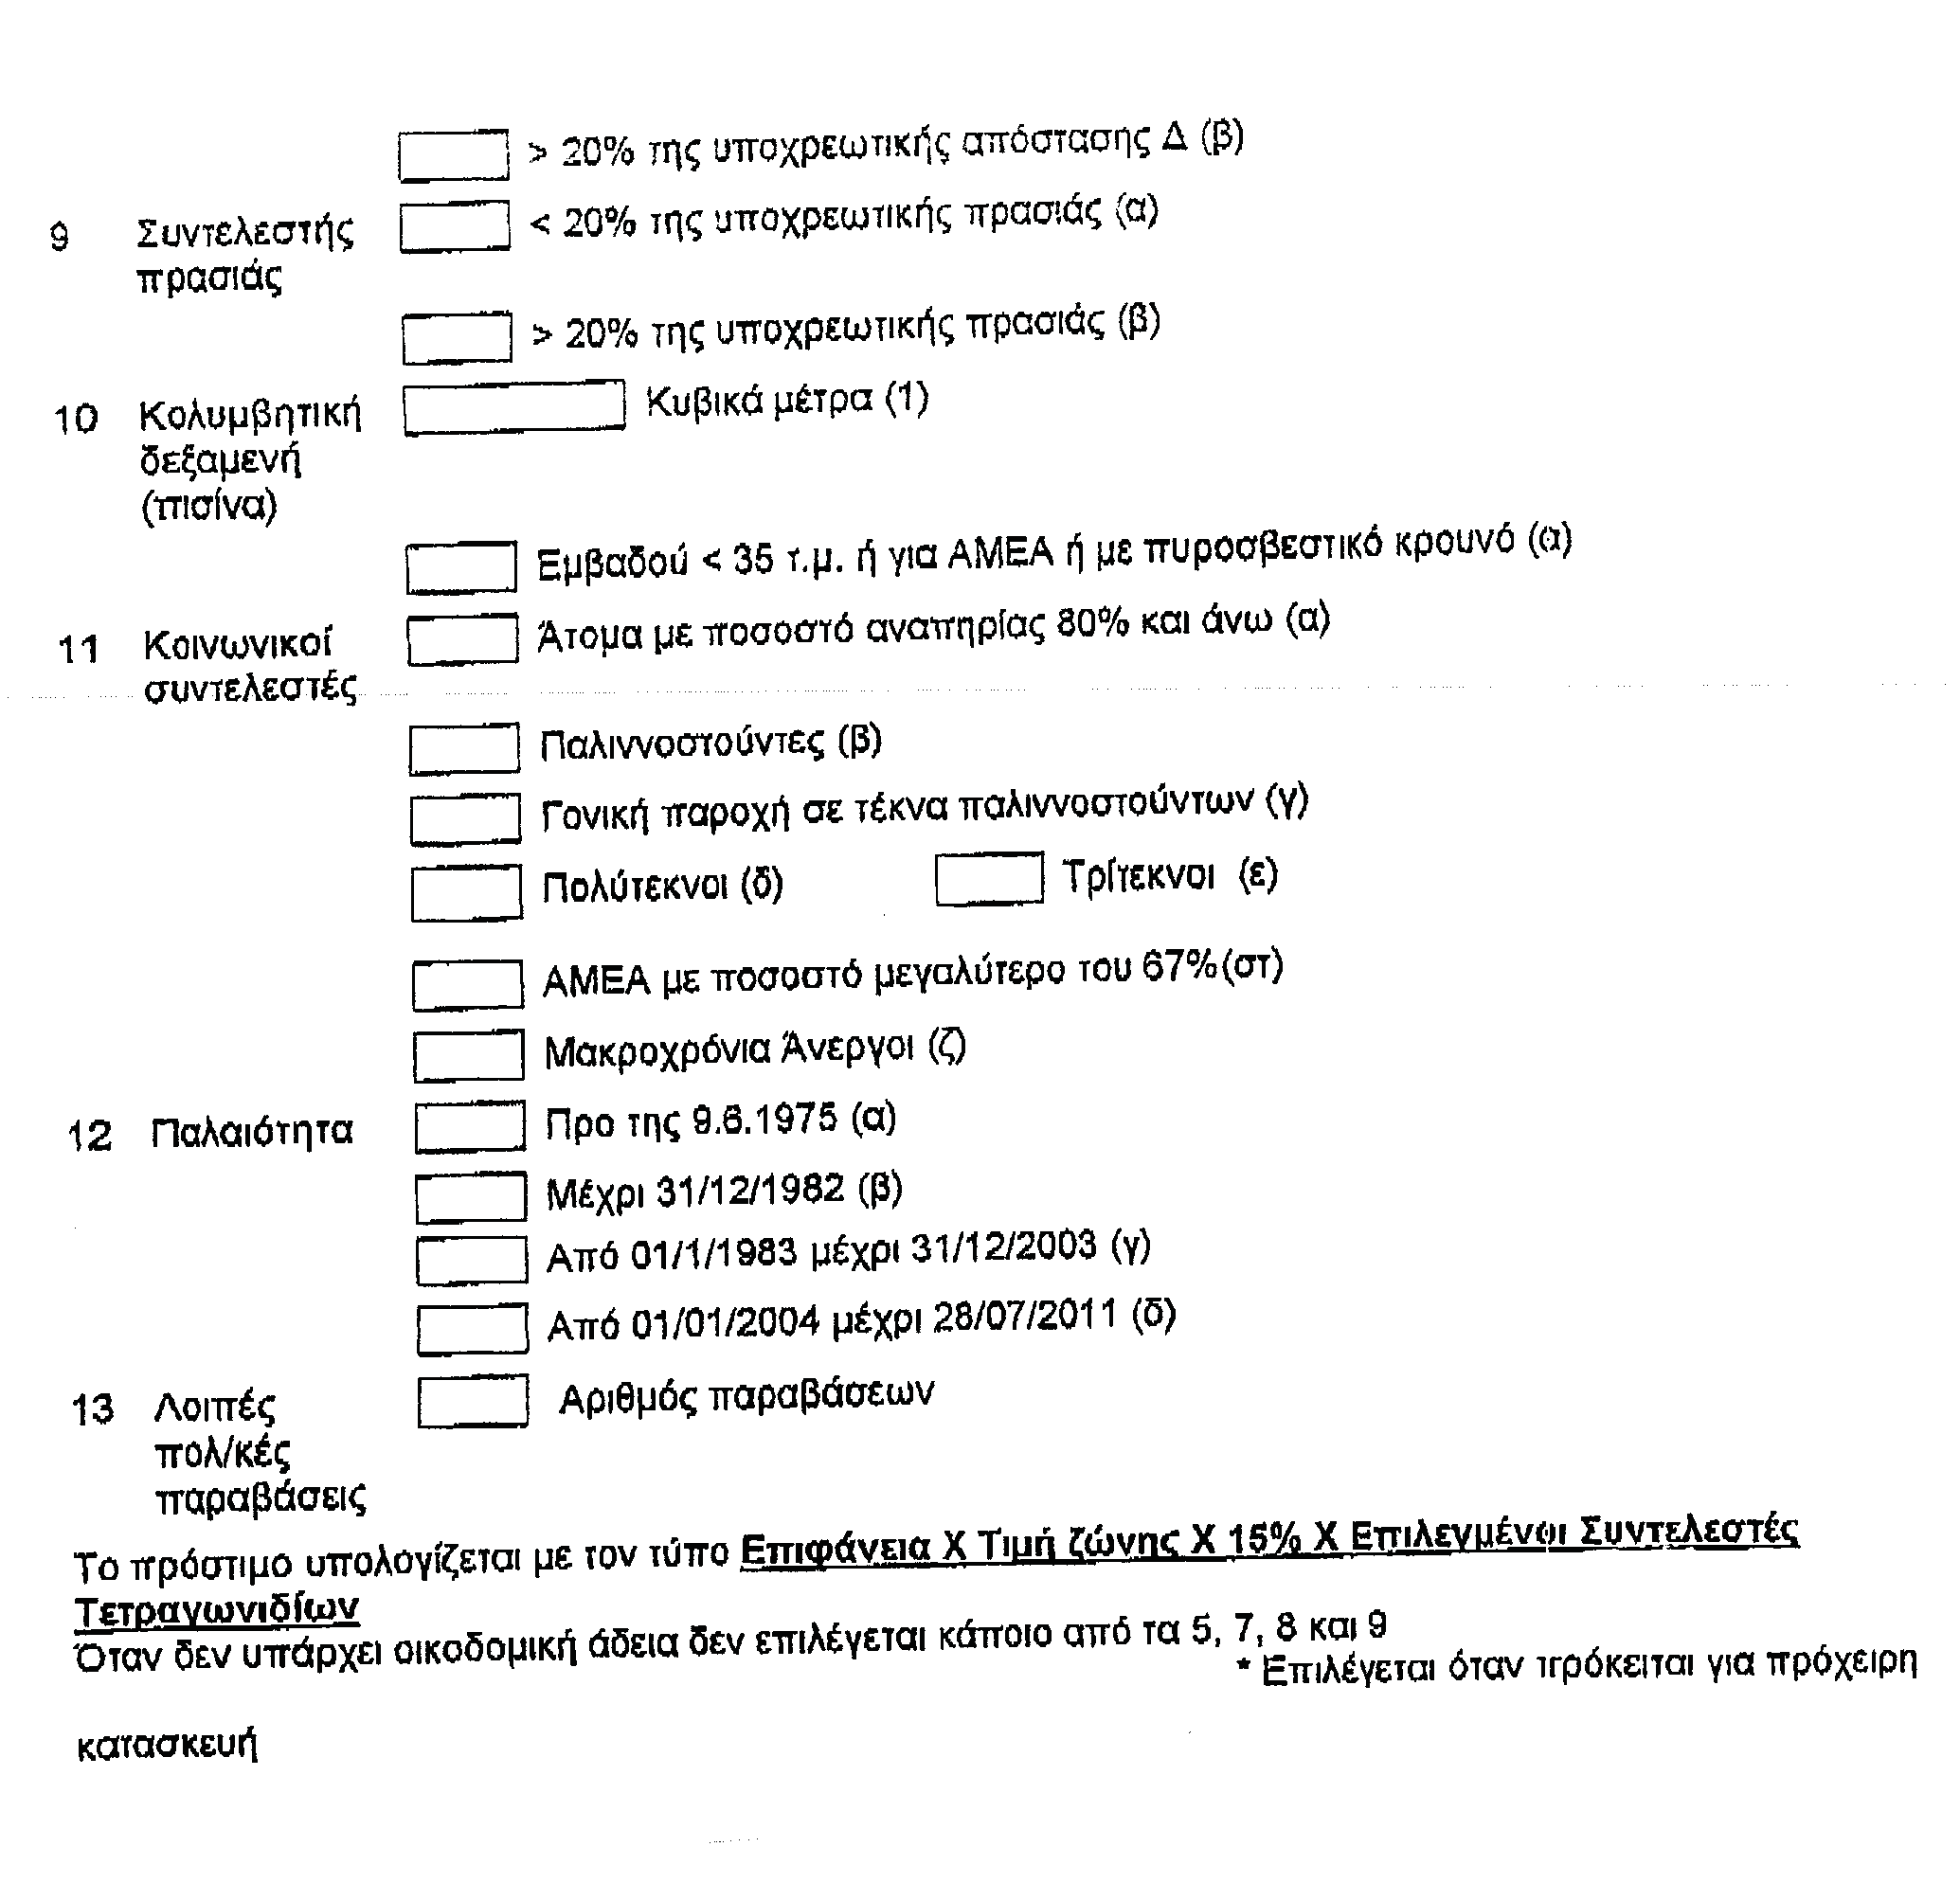 > 20% της υποχρεωτικής απόστασης Δ (β)
9 Συντελεστής < 20% της υποχρεωτικής πρασιάς (α)
πρασιάς
> 20% της υποχρεωτικής πρασιάς (β)
10 Κολυμβητική Κυβικά μέτρα (1)
δεξαμενή
(πισίνα)
Εμβαδού < 35 τ.μ. ή για ΑΜΕΑ ή με πυροσβεστικό κρουνό (α)
11 Κοινωνικοί Άτομα με ποσοστό αναπηρίας 80% και άνω (α)
συντελεστές
Παλιννοστούντες (β)
Γονική παροχή σε τέκνα παλιννοστούντων (γ)
Πολύτεκνοι (δ) Τρίτεκνοι (ε)
ΑΜΕΑ με ποσοστό μεγαλύτερο του 67%(στ)
Μακροχρόνια Άνεργοι (ζ)
12 Παλαιότητα Προ της 9.6.1975 (α)
Μέχρι 31/12/1982 (β)
Από 01/1/1983 μέχρι 31/12/2003 (γ)
Από 01/01/2004 μέχρι 28/07/2011 (δ)
13 Λοιπές Αριθμός παραβάσεων
πολ/κές
παραβάσεις
Το πρόστιμο υπολογίζεται με τον τύπο Επιφάνεια Χ Τιμή ζώνης Χ 15% Χ Επιλεγμένοι Συντελεστές
Τετραγωνιδίων
Όταν δεν υπάρχει οικοδομική άδεια δεν επιλέγεται κάποιο από τα 5, 7, 8 και 9
* Επιλέγεται όταν πρόκειται για πρόχειρη
κατασκευή